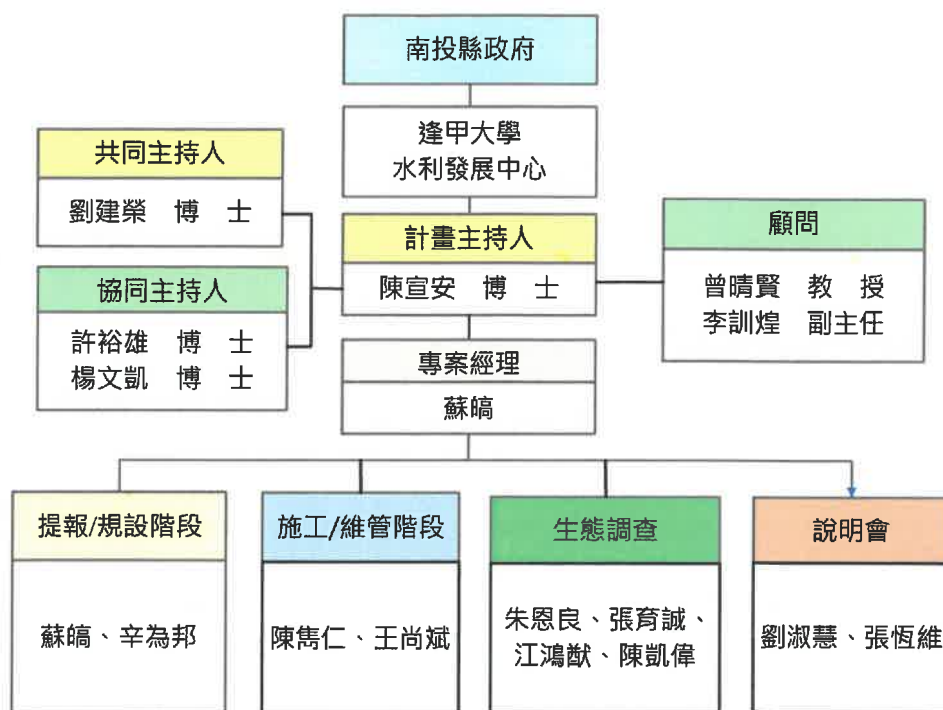 南投縣政府
逢甲大學
水利發展中心
共同主持人
劉建榮 博 士
計畫主持人
陳宣安 博 士
顧問
曾晴賢 教 授
李訓煌 副主任
協同主持人
許裕雄 博 士
楊文凱 博 士
專案經理
蘇皜
提報/規設階段
蘇皜、辛為邦
施工/維管階段
陳雋仁、王尚斌
生態調查
朱恩良、張育誠、
江鴻猷、陳凱偉
說明會
劉淑慧、張恆維